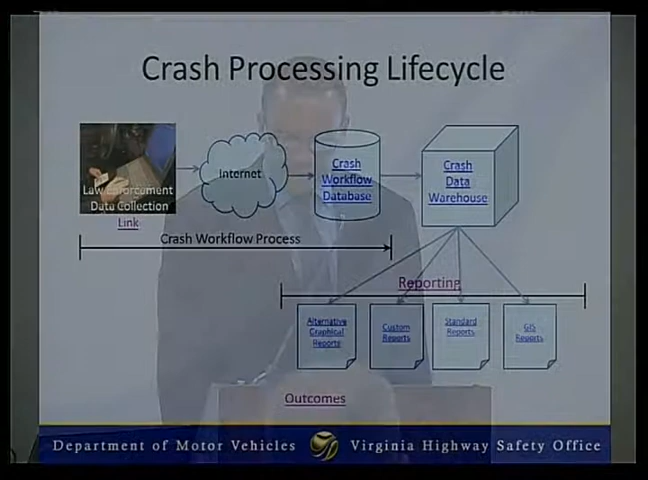 Crash Processing Lifecycle
Law Enforcement
Data Collection
Link
Internet
Crash
Workflow
Database
Crash
Data
Warehouse
Crash Workflow Process
Reporting
Alternative
Graphical
Reports
Custom
Reports
Standard
Reports
GIS
Reports
Outcomes
Department of Motor Vehicles Virginia Highway Safety Office